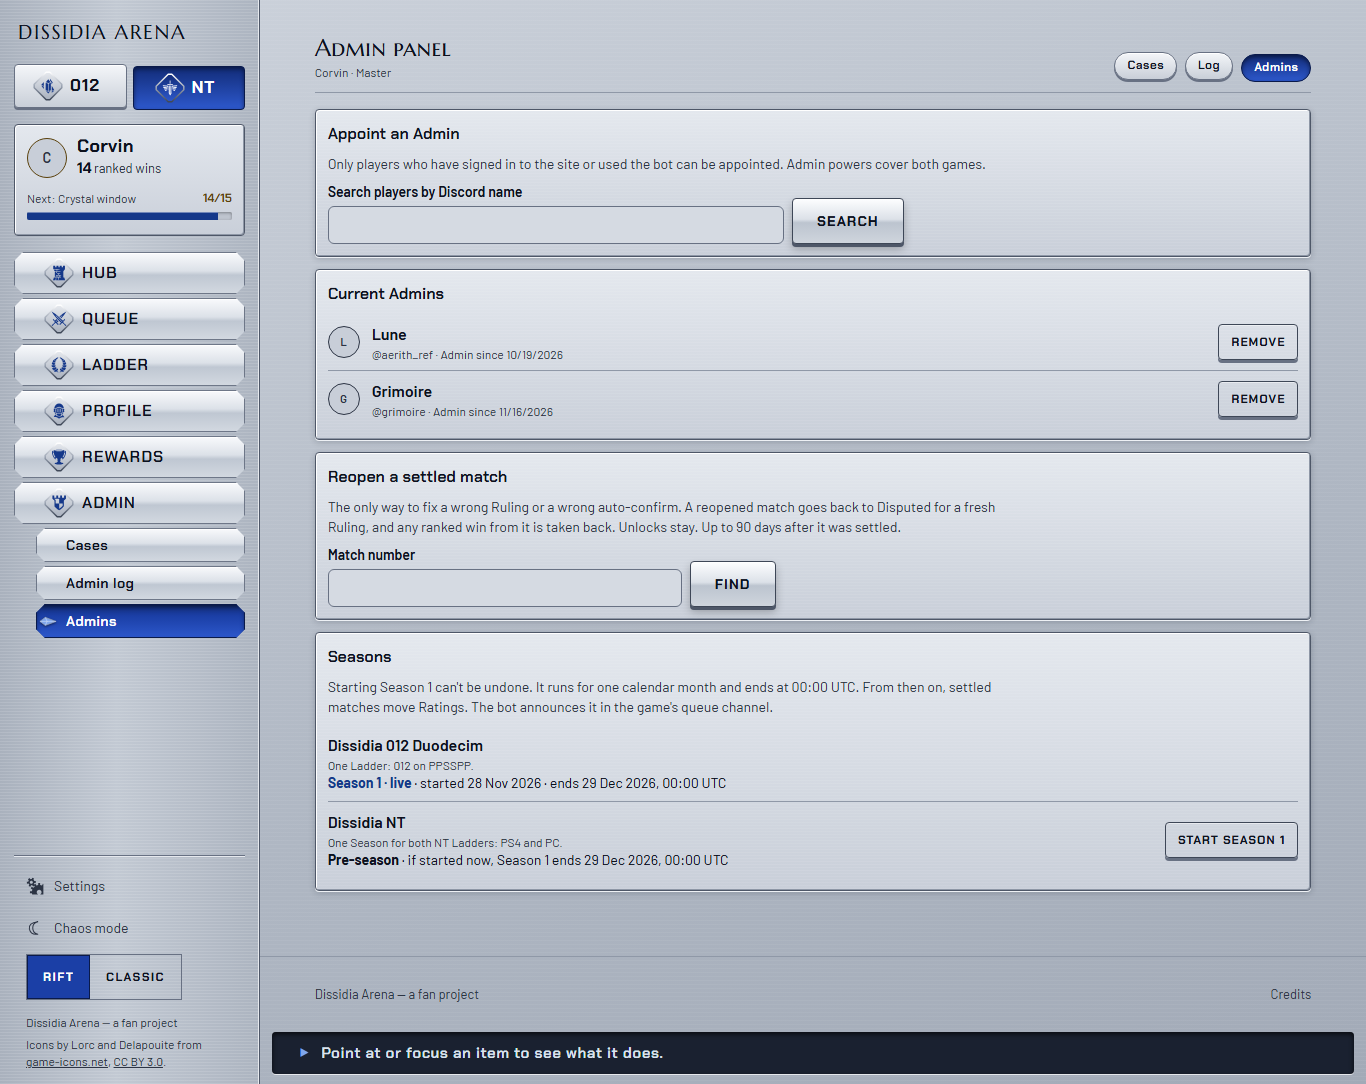 DISSIDIA ARENA
012
NT
C
Corvin
14 ranked wins
Next: Crystal window
14/15
HUB
QUEUE
LADDER
PROFILE
REWARDS
ADMIN
Cases
Admin log
Admins
Settings
Chaos mode
RIFT
CLASSIC
Dissidia Arena — a fan project
Icons by Lorc and Delapouite from
game-icons.net, CC BY 3.0.
Admin panel
Corvin · Master
Cases
Log
Admins
Appoint an Admin
Only players who have signed in to the site or used the bot can be appointed. Admin powers cover both games.
Search players by Discord name
SEARCH
Current Admins
L
Lune
@aerith_ref · Admin since 10/19/2026
REMOVE
G
Grimoire
@grimoire · Admin since 11/16/2026
REMOVE
Reopen a settled match
The only way to fix a wrong Ruling or a wrong auto-confirm. A reopened match goes back to Disputed for a fresh
Ruling, and any ranked win from it is taken back. Unlocks stay. Up to 90 days after it was settled.
Match number
FIND
Seasons
Starting Season 1 can't be undone. It runs for one calendar month and ends at 00:00 UTC. From then on, settled
matches move Ratings. The bot announces it in the game's queue channel.
Dissidia 012 Duodecim
One Ladder: 012 on PPSSPP.
Season 1 · live · started 28 Nov 2026 · ends 29 Dec 2026, 00:00 UTC
Dissidia NT
One Season for both NT Ladders: PS4 and PC.
Pre-season · if started now, Season 1 ends 29 Dec 2026, 00:00 UTC
START SEASON 1
Dissidia Arena — a fan project
Credits
Point at or focus an item to see what it does.